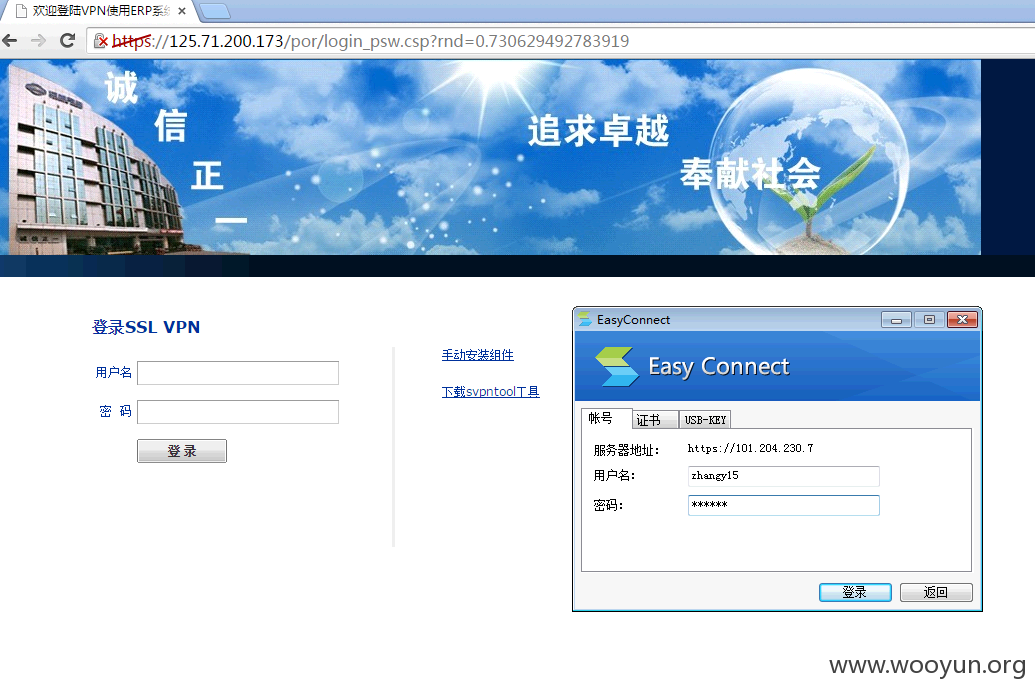 欢迎登陆VPN使用ERP系统
https://125.71.200.173/por/login_psw.csp?rnd=0.730629492783919
诚
信
正
一
追求卓越
奉献社会
登录SSL VPN
用户名
密 码
登 录
手动安装组件
下载svpntool工具
EasyConnect
Easy Connect
帐号
证书
USB-KEY
服务器地址:
https://101.204.230.7
用户名:
zhangy15
密码:
******
登录
返回
www.wooyun.org